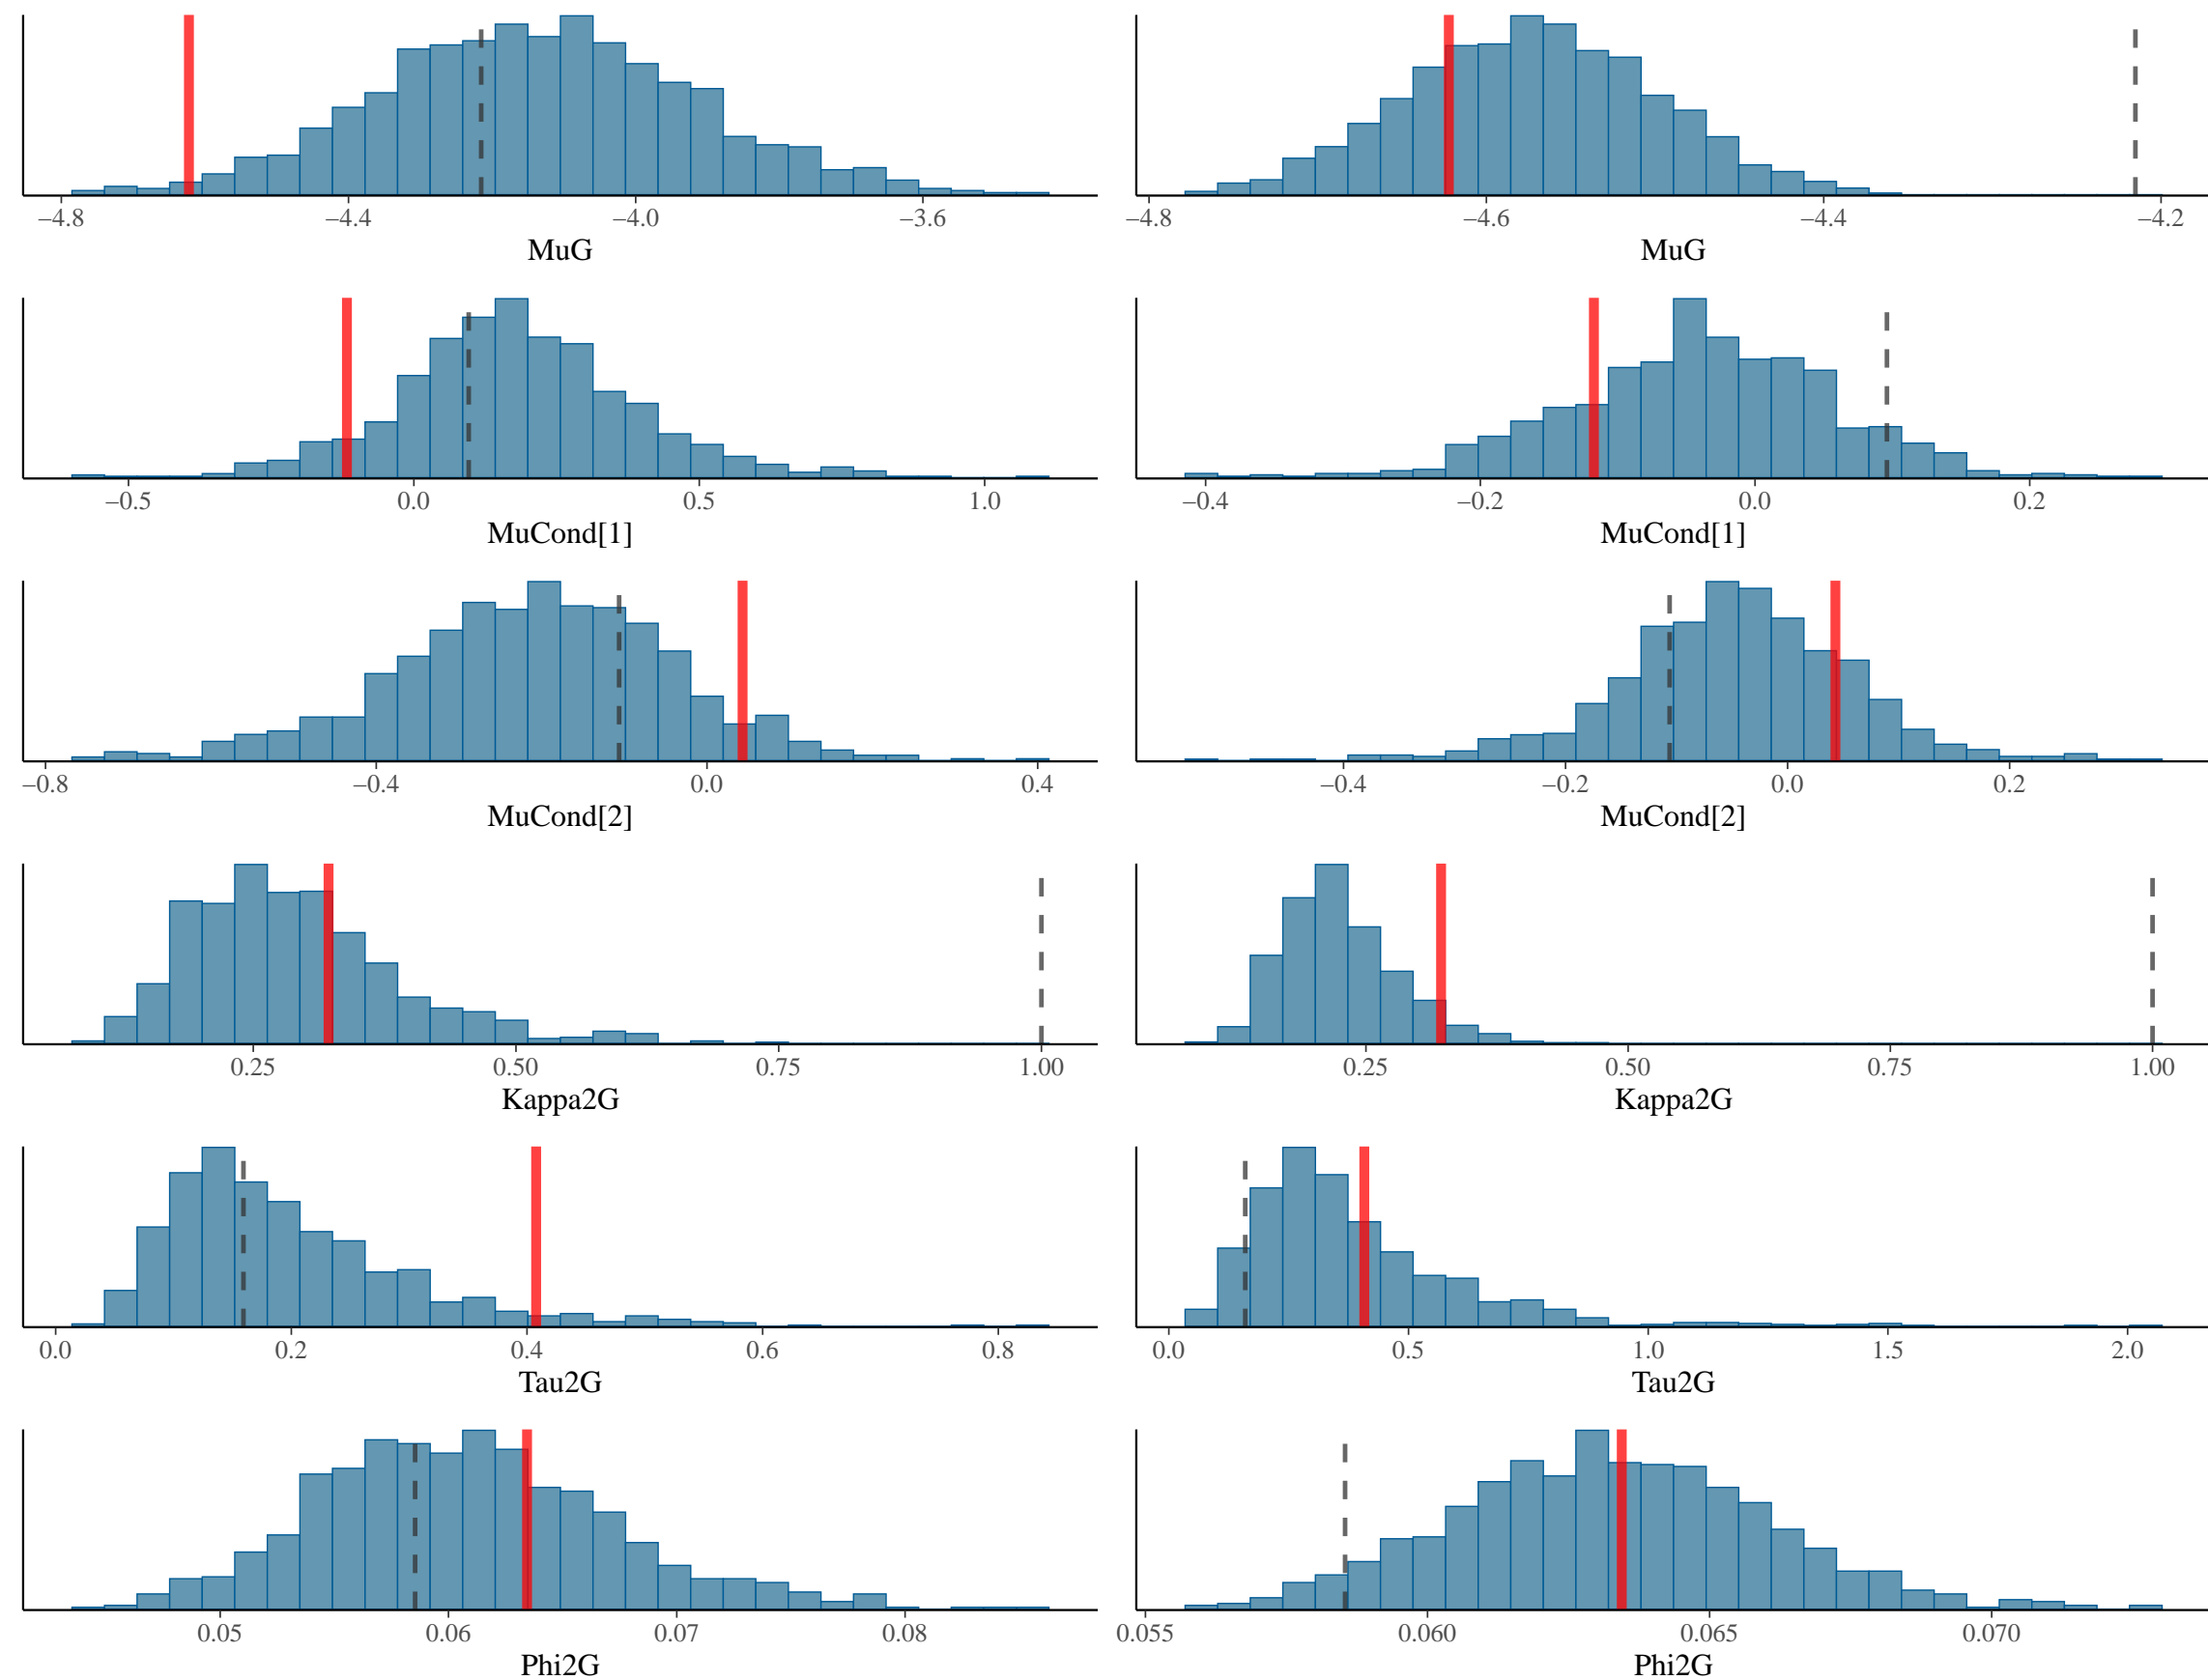 −4.8 −4.4 −4.0 −3.6 −4.8 −4.6 −4.4 −4.2
MuG MuG
−0.5 0.0 0.5 1.0 −0.4 −0.2 0.0 0.2
MuCond[1] MuCond[1]
−0.8 −0.4 0.0 0.4 −0.4 −0.2 0.0 0.2
MuCond[2] MuCond[2]
0.25 0.50 0.75 1.00 0.25 0.50 0.75 1.00
Kappa2G Kappa2G
0.0 0.2 0.4 0.6 0.8 0.0 0.5 1.0 1.5 2.0
Tau2G Tau2G
0.05 0.06 0.07 0.08 0.055 0.060 0.065 0.070
Phi2G Phi2G